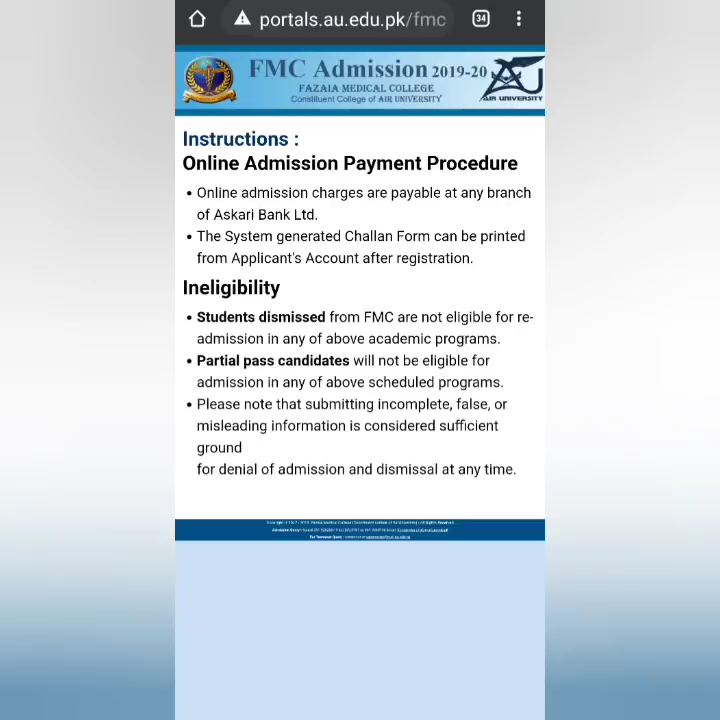 portals.au.edu.pk/fmc
34
FMC Admission 2019-20
FAZAIA MEDICAL COLLEGE
Constituent College of AIR UNIVERSITY
AIR UNIVERSITY
Instructions :
Online Admission Payment Procedure
• Online admission charges are payable at any branch
of Askari Bank Ltd.
• The System generated Challan Form can be printed
from Applicant's Account after registration.
Ineligibility
• Students dismissed from FMC are not eligible for re-
admission in any of above academic programs.
• Partial pass candidates will not be eligible for
admission in any of above scheduled programs.
• Please note that submitting incomplete, false, or
misleading information is considered sufficient
ground
for denial of admission and dismissal at any time.